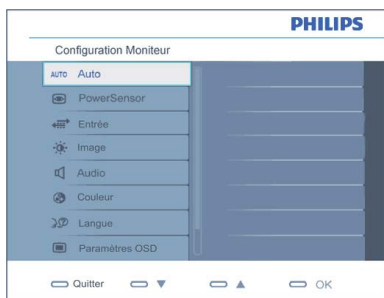 PHILIPS
Configuration Moniteur
AUTO Auto
PowerSensor
Entrée
Image
Audio
Couleur
Langue
Paramètres OSD
Quitter ▼ ▲ OK